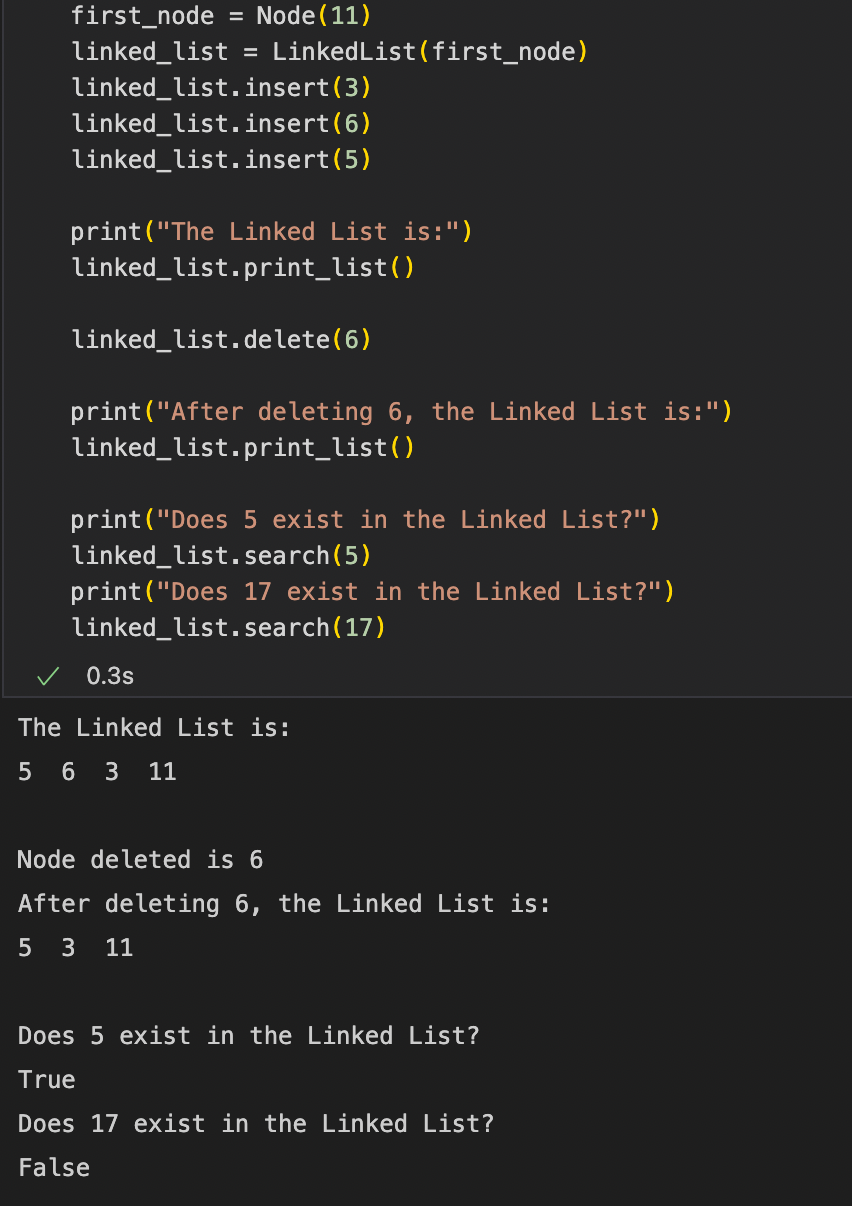 first_node = Node(11)
linked_list = LinkedList(first_node)
linked_list.insert(3)
linked_list.insert(6)
linked_list.insert(5)
print("The Linked List is:")
linked_list.print_list()
linked_list.delete(6)
print("After deleting 6, the Linked List is:")
linked_list.print_list()
print("Does 5 exist in the Linked List?")
linked_list.search(5)
print("Does 17 exist in the Linked List?")
linked_list.search(17)
0.3s
The Linked List is:
5  6  3  11
Node deleted is 6
After deleting 6, the Linked List is:
5  3  11
Does 5 exist in the Linked List?
True
Does 17 exist in the Linked List?
False